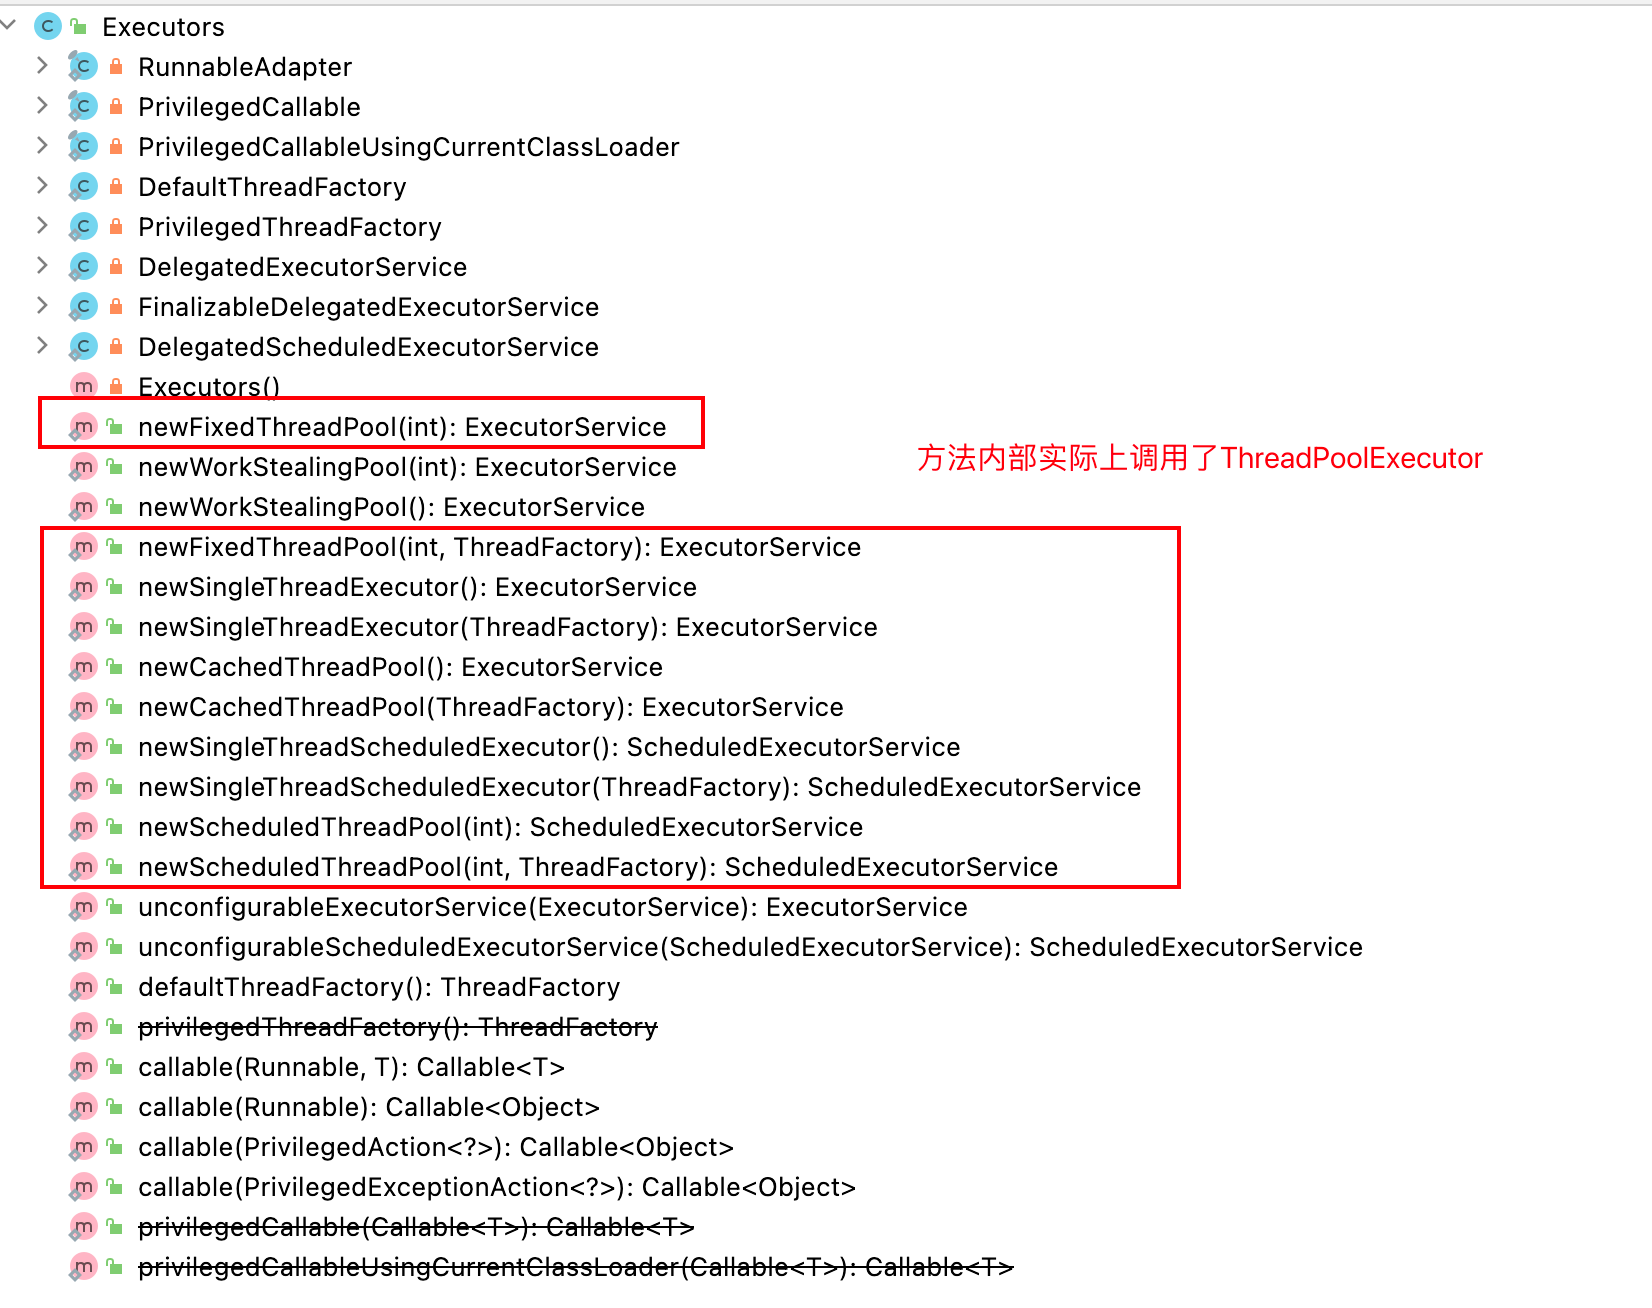 Executors
RunnableAdapter
PrivilegedCallable
PrivilegedCallableUsingCurrentClassLoader
DefaultThreadFactory
PrivilegedThreadFactory
DelegatedExecutorService
FinalizableDelegatedExecutorService
DelegatedScheduledExecutorService
Executors()
newFixedThreadPool(int): ExecutorService
方法内部实际上调用了ThreadPoolExecutor
newWorkStealingPool(int): ExecutorService
newWorkStealingPool(): ExecutorService
newFixedThreadPool(int, ThreadFactory): ExecutorService
newSingleThreadExecutor(): ExecutorService
newSingleThreadExecutor(ThreadFactory): ExecutorService
newCachedThreadPool(): ExecutorService
newCachedThreadPool(ThreadFactory): ExecutorService
newSingleThreadScheduledExecutor(): ScheduledExecutorService
newSingleThreadScheduledExecutor(ThreadFactory): ScheduledExecutorService
newScheduledThreadPool(int): ScheduledExecutorService
newScheduledThreadPool(int, ThreadFactory): ScheduledExecutorService
unconfigurableExecutorService(ExecutorService): ExecutorService
unconfigurableScheduledExecutorService(ScheduledExecutorService): ScheduledExecutorService
defaultThreadFactory(): ThreadFactory
privilegedThreadFactory(): ThreadFactory
callable(Runnable, T): Callable<T>
callable(Runnable): Callable<Object>
callable(PrivilegedAction<?>): Callable<Object>
callable(PrivilegedExceptionAction<?>): Callable<Object>
privilegedCallable(Callable<T>): Callable<T>
privilegedCallableUsingCurrentClassLoader(Callable<T>): Callable<T>